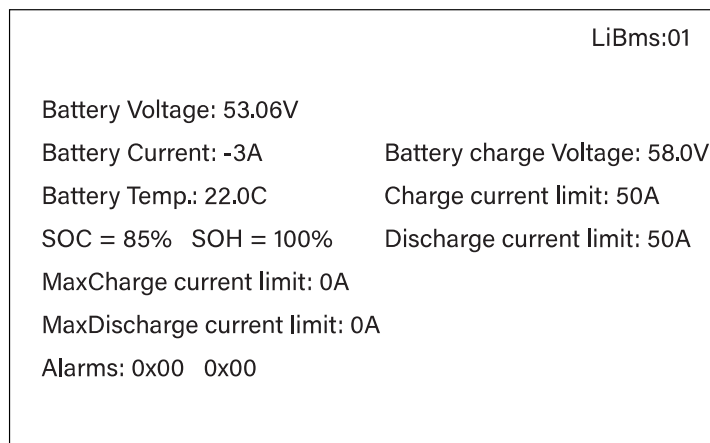 LiBms:01
Battery Voltage: 53.06V
Battery Current: -3A Battery charge Voltage: 58.0V
Battery Temp.: 22.0C Charge current limit: 50A
SOC = 85% SOH = 100% Discharge current limit: 50A
MaxCharge current limit: 0A
MaxDischarge current limit: 0A
Alarms: 0x00 0x00